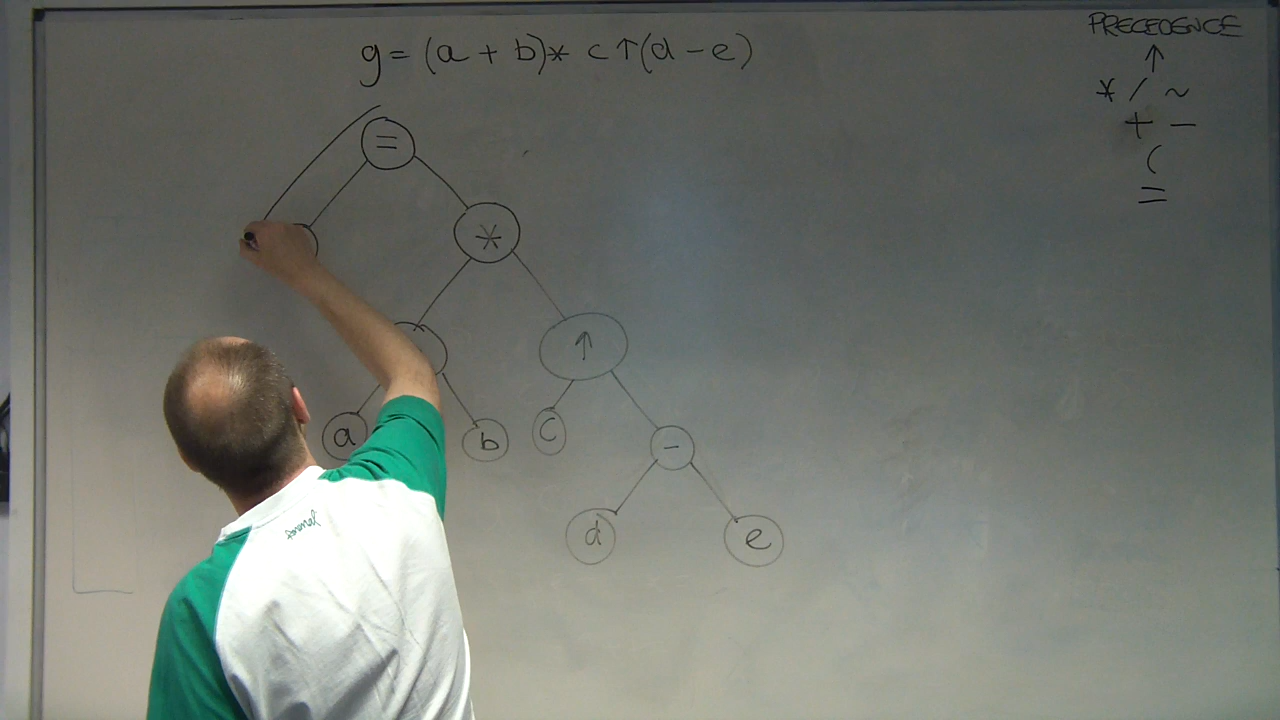 g = (a + b)* c↑(d - e)
PRECEDENCE
↑
* / ~
+ -
(
=
=
*
↑
a
b
c
-
d
e